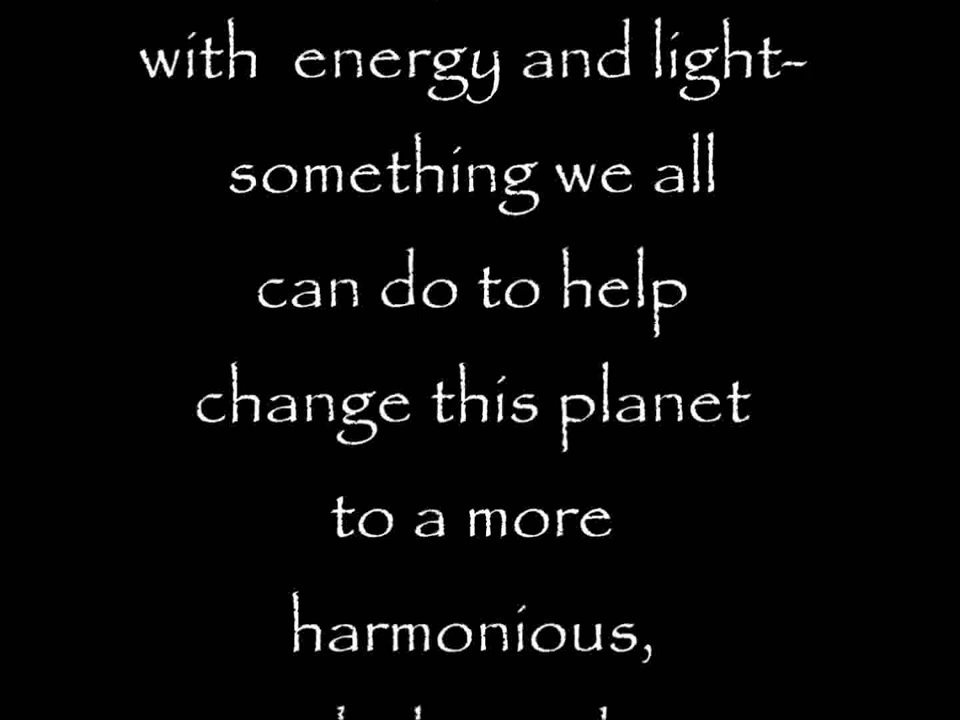 with energy and light-
something we all
can do to help
change this planet
to a more
harmonious,